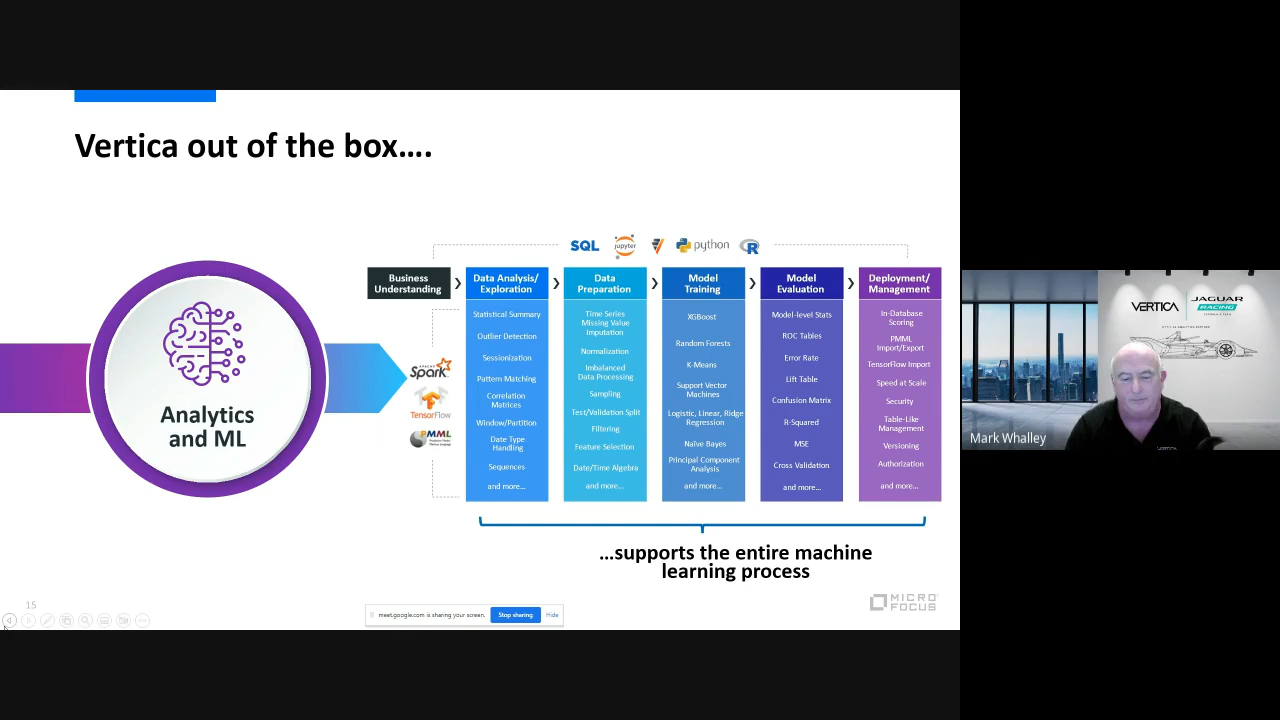 Vertica out of the box....
SQL
jupyter
python
R
Business
Understanding
Data Analysis/
Exploration
Statistical Summary
Outlier Detection
Sessionization
Pattern Matching
Correlation
Matrices
Window/Partition
Date Type
Handling
Sequences
and more...
Data
Preparation
Time Series
Missing Value
Imputation
Normalization
Imbalanced
Data Processing
Sampling
Test/Validation Split
Filtering
Feature Selection
Date/Time Algebra
and more...
Model
Training
XGBoost
Random Forests
K-Means
Support Vector
Machines
Logistic, Linear, Ridge
Regression
Naïve Bayes
Principal Component
Analysis
and more...
Model
Evaluation
Model-level Stats
ROC Tables
Error Rate
Lift Table
Confusion Matrix
R-Squared
MSE
Cross Validation
and more...
Deployment/
Management
In-Database
Scoring
PMML
Import/Export
TensorFlow Import
Speed at Scale
Security
Table-Like
Management
Versioning
Authorization
and more...
Spark
TensorFlow
PMML
Analytics
and ML
...supports the entire machine
learning process
15
meet.google.com is sharing your screen.
Stop sharing
Hide
MICRO
FOCUS
VERTICA
JAGUAR
RACING
Mark Whalley